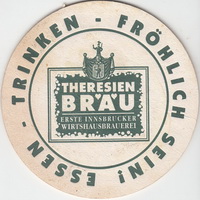 ESSEN - TRINKEN - FRÖHLICH SEIN!
THERESIEN
BRÄU
ERSTE INNSBRUCKER
WIRTSHAUSBRAUEREI